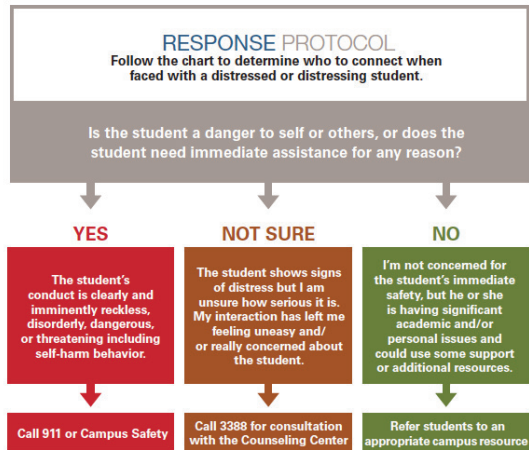 RESPONSE PROTOCOL
Follow the chart to determine who to connect when
faced with a distressed or distressing student.
Is the student a danger to self or others, or does the
student need immediate assistance for any reason?
YES
The student's
conduct is clearly and
imminently reckless,
disorderly, dangerous,
or threatening including
self-harm behavior.
Call 911 or Campus Safety
NOT SURE
The student shows signs
of distress but I am
unsure how serious it is.
My interaction has left me
feeling uneasy and/
or really concerned about
the student.
Call 3388 for consultation
with the Counseling Center
NO
I'm not concerned for
the student's immediate
safety, but he or she
is having significant
academic and/or
personal issues and
could use some support
or additional resources.
Refer students to an
appropriate campus resource